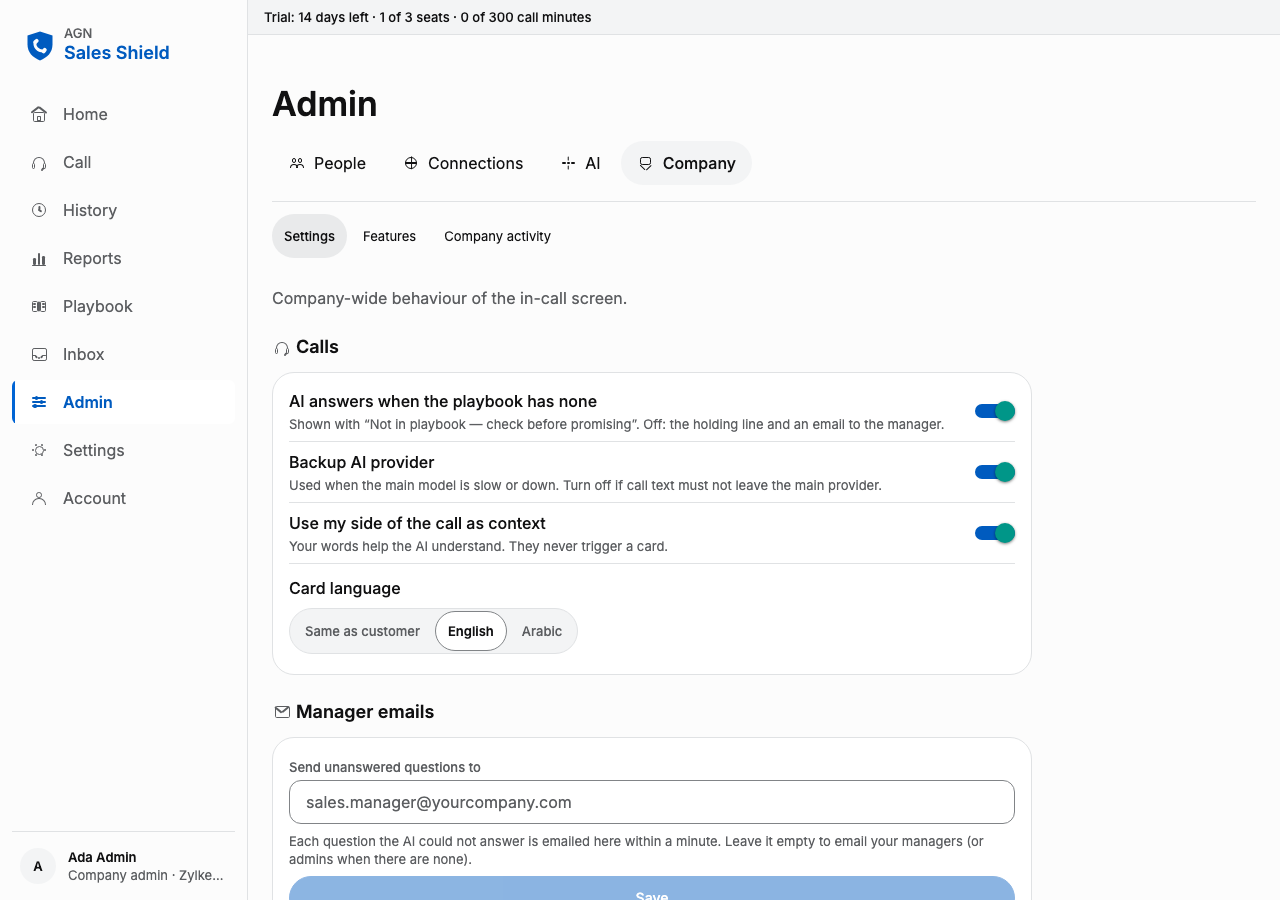 Trial: 14 days left · 1 of 3 seats · 0 of 300 call minutes
AGN
Sales Shield
Home
Call
History
Reports
Playbook
Inbox
Admin
Settings
Account
Ada Admin
Company admin · Zylke...
Admin
People
Connections
AI
Company
Settings
Features
Company activity
Company-wide behaviour of the in-call screen.
Calls
AI answers when the playbook has none
Shown with “Not in playbook — check before promising”. Off: the holding line and an email to the manager.
Backup AI provider
Used when the main model is slow or down. Turn off if call text must not leave the main provider.
Use my side of the call as context
Your words help the AI understand. They never trigger a card.
Card language
Same as customer
English
Arabic
Manager emails
Send unanswered questions to
sales.manager@yourcompany.com
Each question the AI could not answer is emailed here within a minute. Leave it empty to email your managers (or
admins when there are none).
Save
A